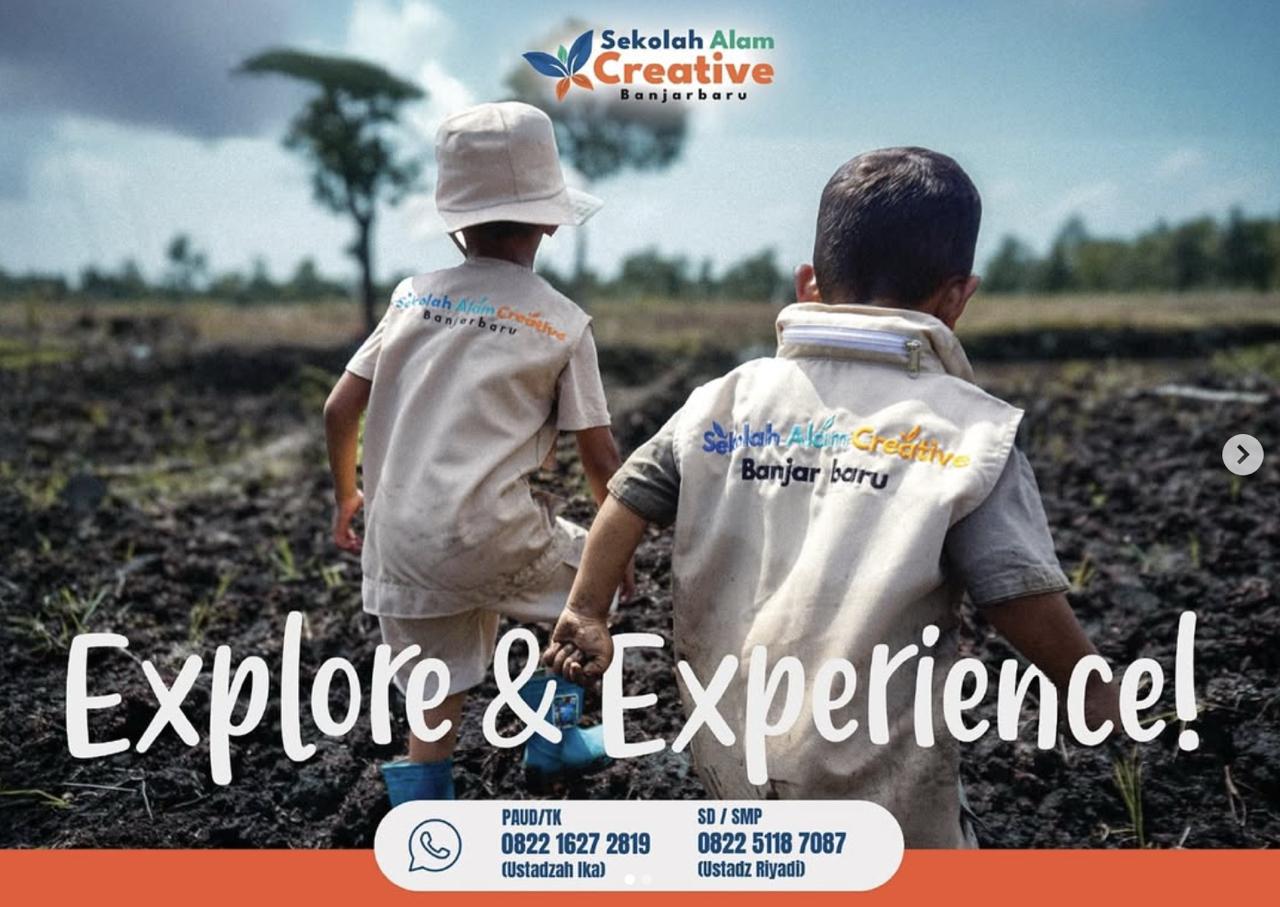 Sekolah Alam
Creative
Banjarbaru
Sekolah Alam Creative
Banjarbaru
Sekolah Alam Creative
Banjar baru
Explore & Experience!
PAUD/TK
0822 1627 2819
(Ustadzah Ika)
SD / SMP
0822 5118 7087
(Ustadz Riyadi)